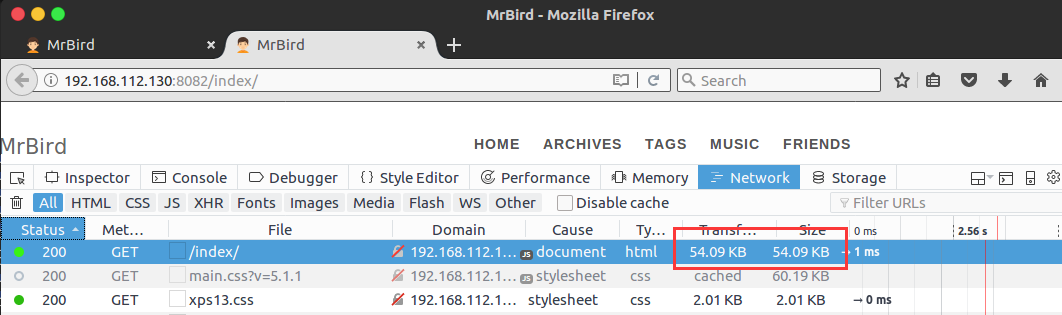 MrBird - Mozilla Firefox
MrBird MrBird
192.168.112.130:8082/index/ Search
MrBird HOME ARCHIVES TAGS MUSIC FRIENDS
Inspector Console Debugger Style Editor Performance Memory Network Storage
All HTML CSS JS XHR Fonts Images Media Flash WS Other Disable cache Filter URLs
Status Met... File Domain Cause Ty... Transf... Size 0 ms 2.56 s
200 GET /index/ 192.168.112.1... JS document html 54.09 KB 54.09 KB → 1 ms
200 GET main.css?v=5.1.1 192.168.112.1... JS stylesheet css cached 60.19 KB
200 GET xps13.css 192.168.112.1... stylesheet css 2.01 KB 2.01 KB → 0 ms